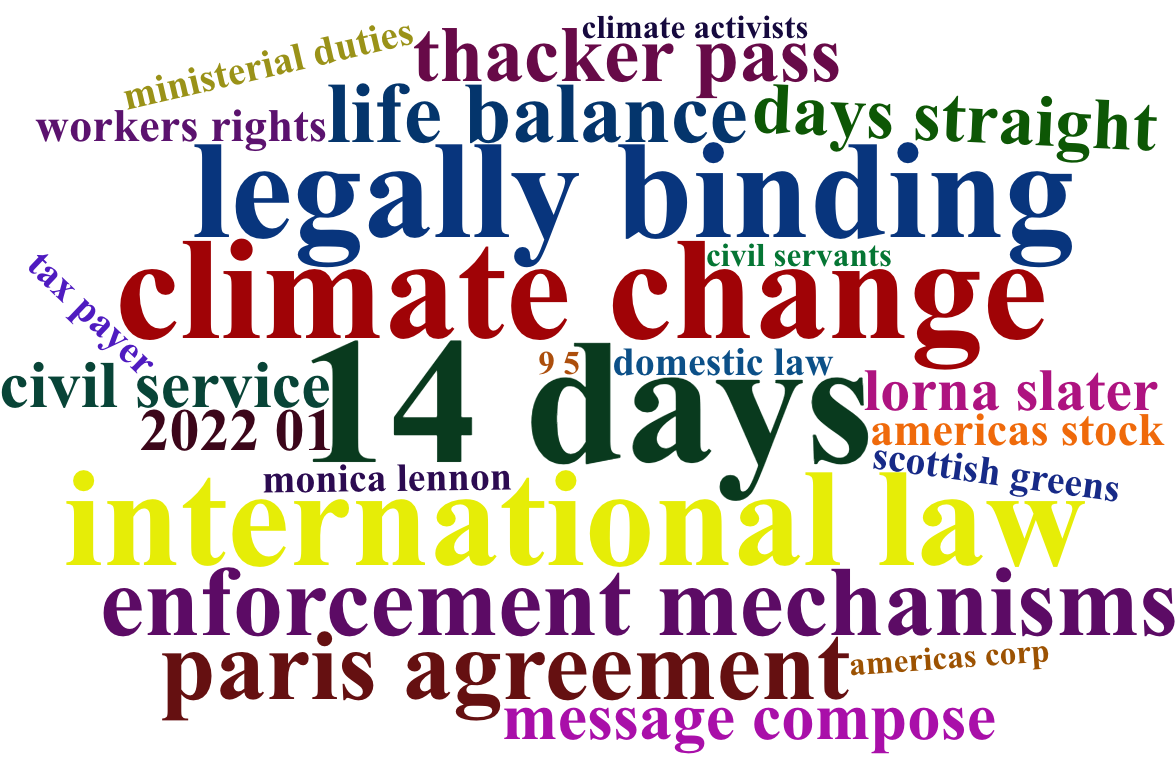 climate activists
ministerial duties
thacker pass
workers rights
life balance
days straight
legally binding
climate change
civil servants
tax payer
14 days
9 5
domestic law
civil service
lorna slater
2022 01
americas stock
monica lennon
scottish greens
international law
enforcement mechanisms
paris agreement
americas corp
message compose